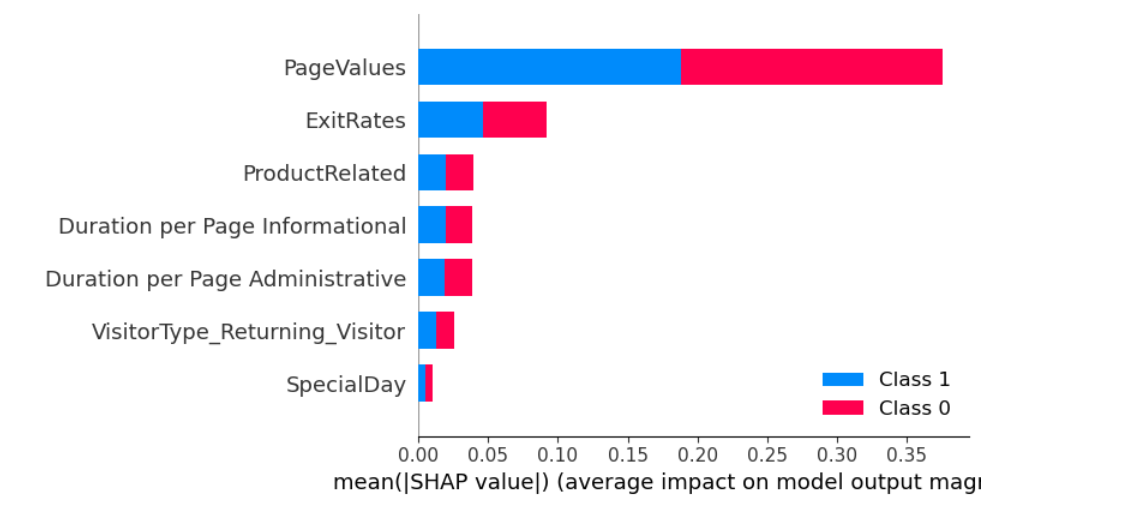 PageValues
ExitRates
ProductRelated
Duration per Page Informational
Duration per Page Administrative
VisitorType_Returning_Visitor
SpecialDay
Class 1
Class 0
0.00 0.05 0.10 0.15 0.20 0.25 0.30 0.35
mean(|SHAP value|) (average impact on model output